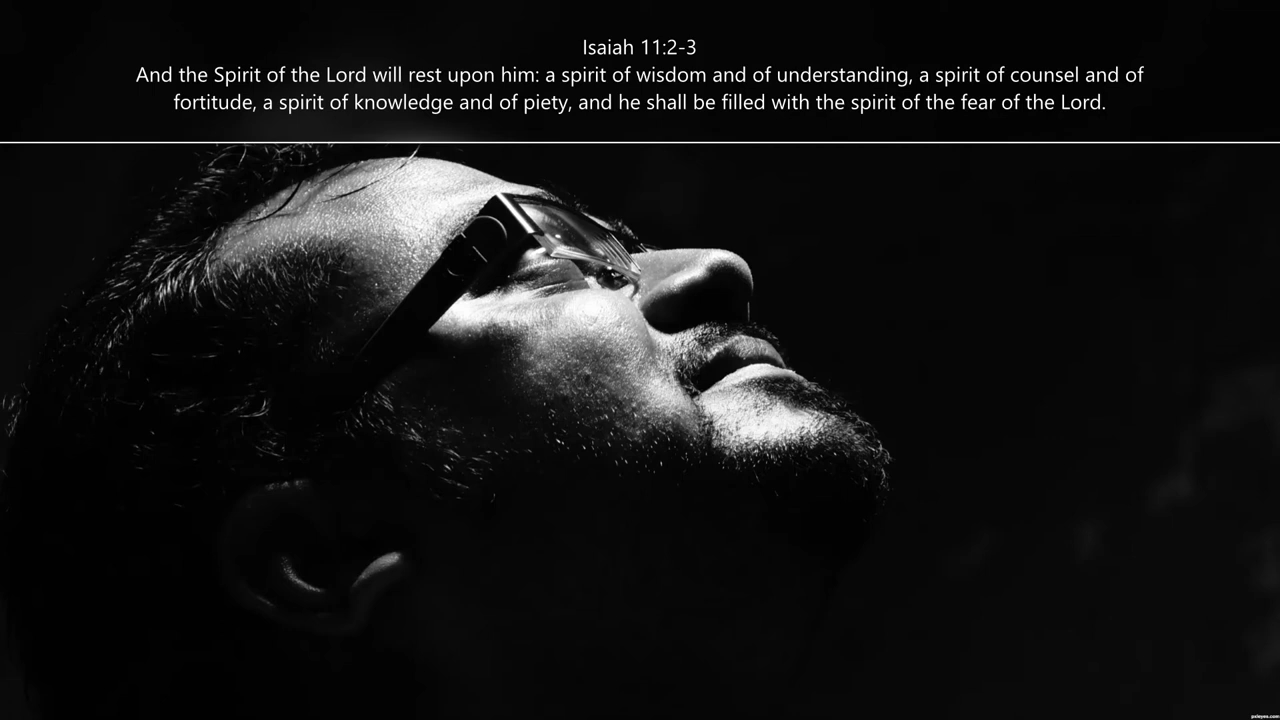 Isaiah 11:2-3
And the Spirit of the Lord will rest upon him: a spirit of wisdom and of understanding, a spirit of counsel and of
fortitude, a spirit of knowledge and of piety, and he shall be filled with the spirit of the fear of the Lord.
pxleyes.com